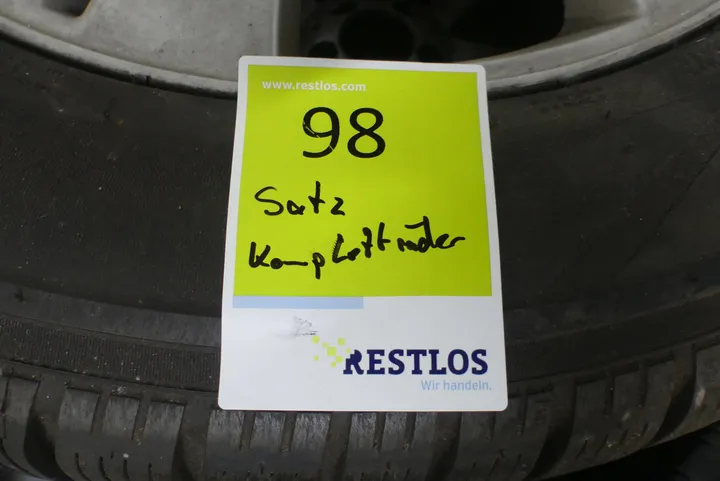 www.restlos.com
98
Satz
Kompletträder
RESTLOS
Wir handeln.